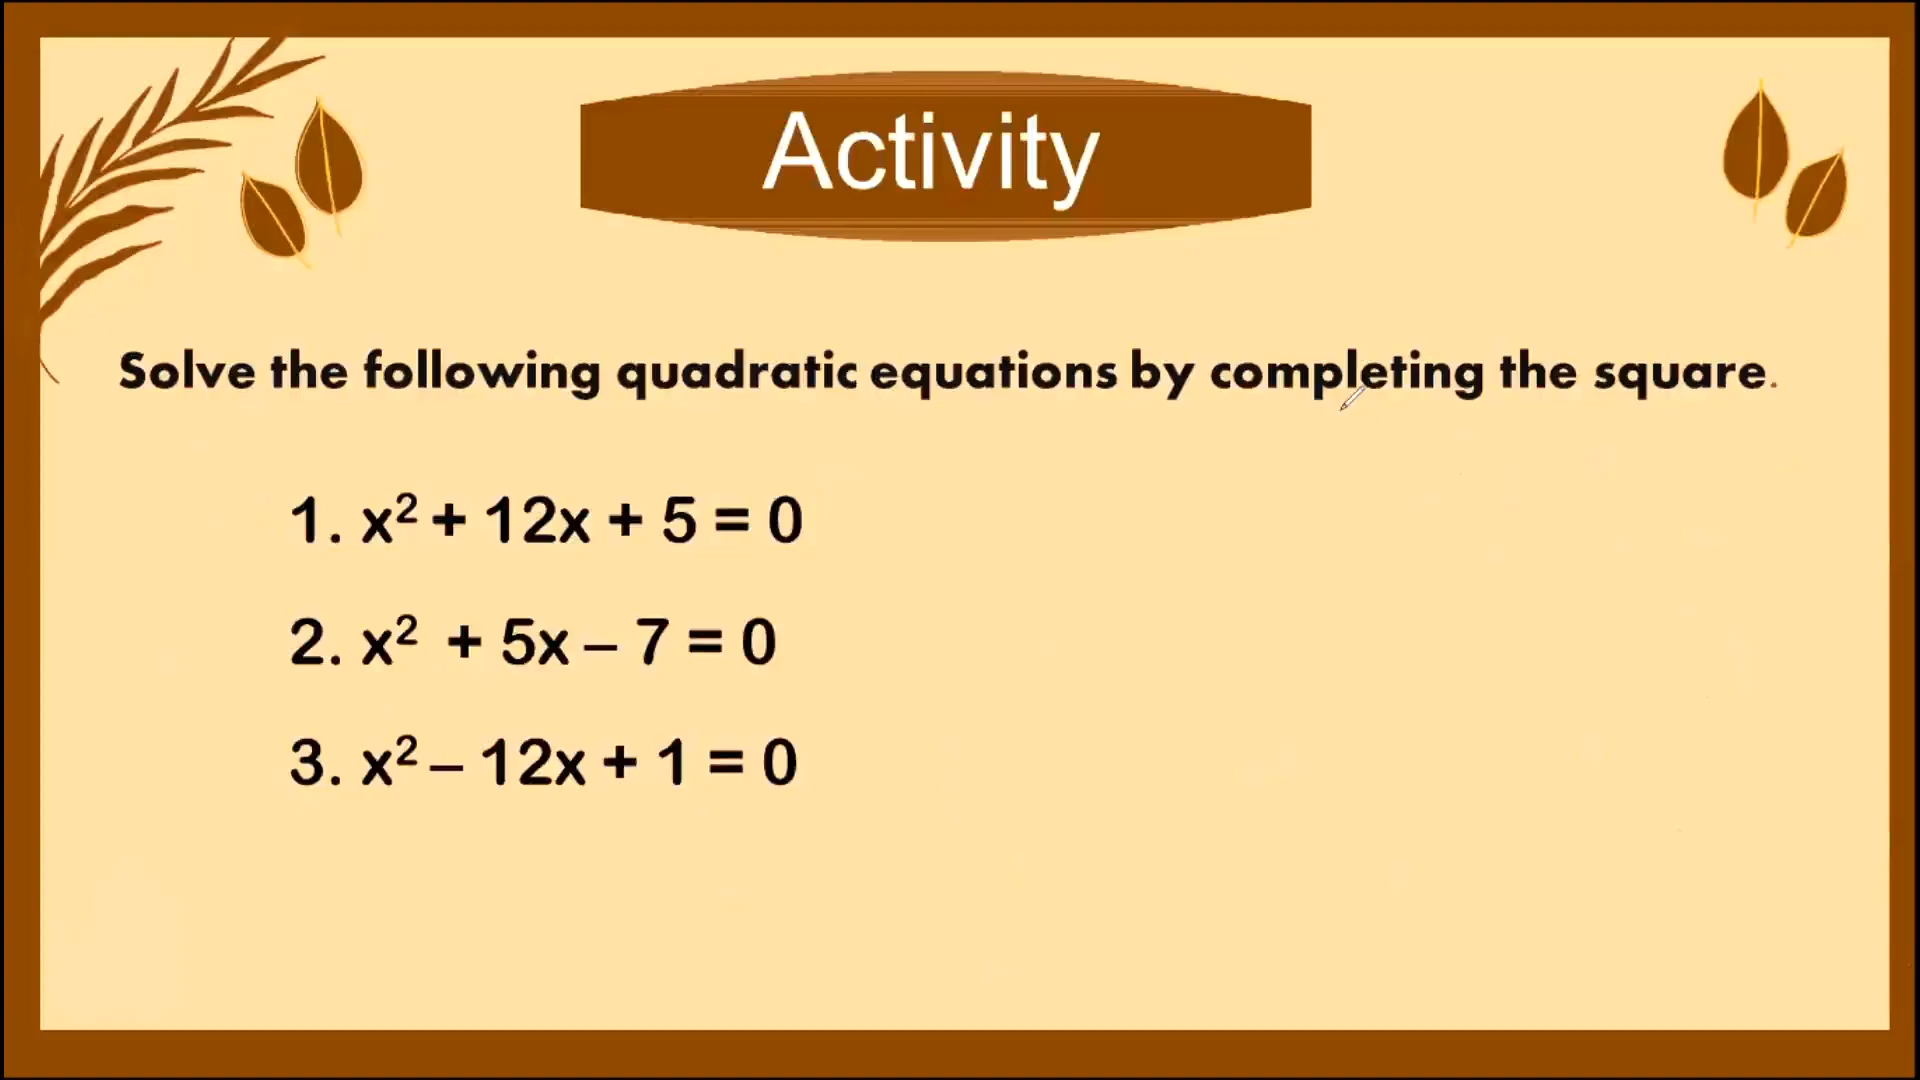 Activity
Solve the following quadratic equations by completing the square.
1. x² + 12x + 5 = 0
2. x² + 5x – 7 = 0
3. x² – 12x + 1 = 0